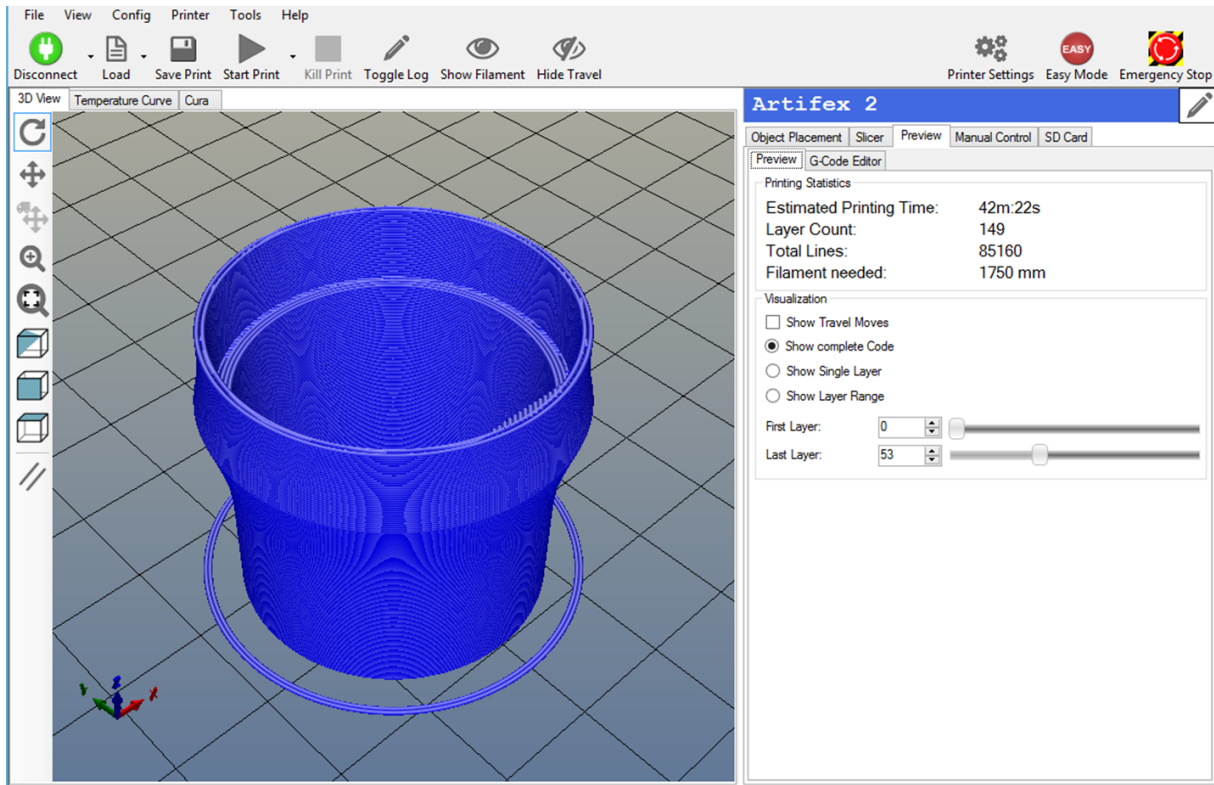 File View Config Printer Tools Help
Disconnect Load Save Print Start Print Kill Print Toggle Log Show Filament Hide Travel Printer Settings EASY Easy Mode Emergency Stop
3D View Temperature Curve Cura
Artifex 2
Object Placement Slicer Preview Manual Control SD Card
Preview G-Code Editor
Printing Statistics
Estimated Printing Time: 42m:22s
Layer Count: 149
Total Lines: 85160
Filament needed: 1750 mm
Visualization
Show Travel Moves
Show complete Code
Show Single Layer
Show Layer Range
First Layer: 0
Last Layer: 53